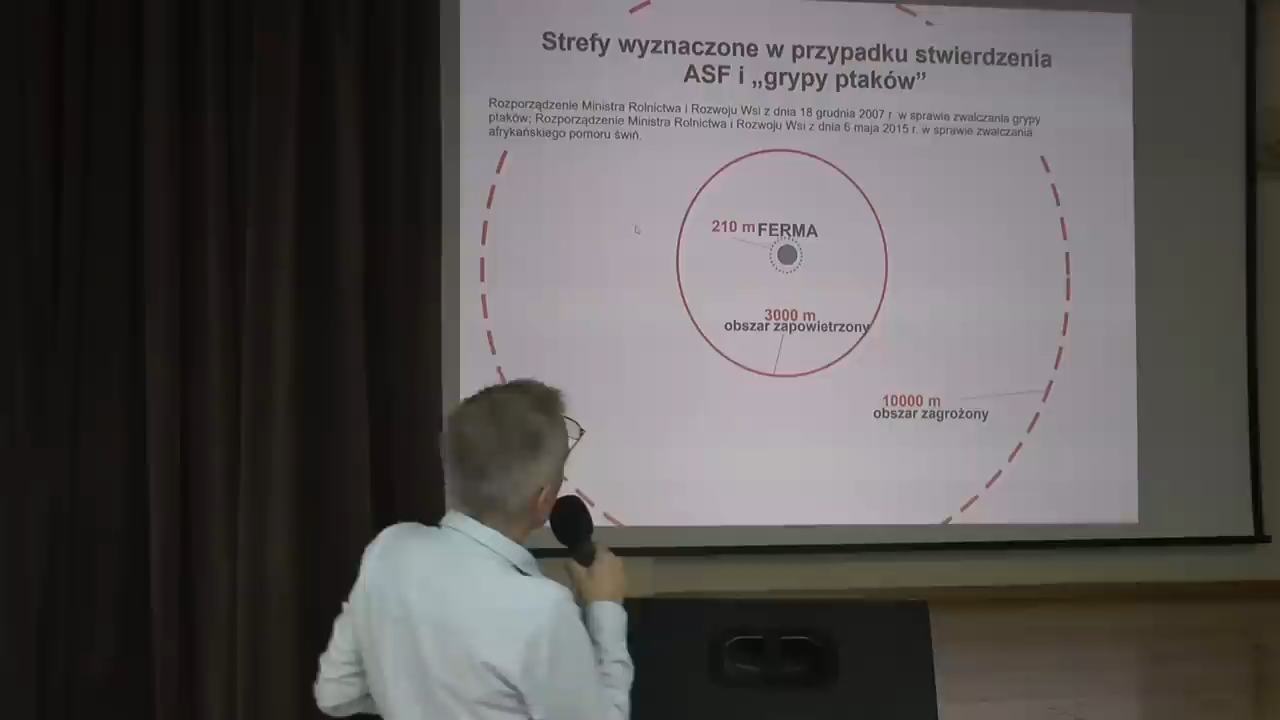 Strefy wyznaczone w przypadku stwierdzenia
ASF i „grypy ptaków”
Rozporządzenie Ministra Rolnictwa i Rozwoju Wsi z dnia 18 grudnia 2007 r. w sprawie zwalczania grypy
ptaków; Rozporządzenie Ministra Rolnictwa i Rozwoju Wsi z dnia 6 maja 2015 r. w sprawie zwalczania
afrykańskiego pomoru świń.
210 m FERMA
3000 m
obszar zapowietrzony
10000 m
obszar zagrożony